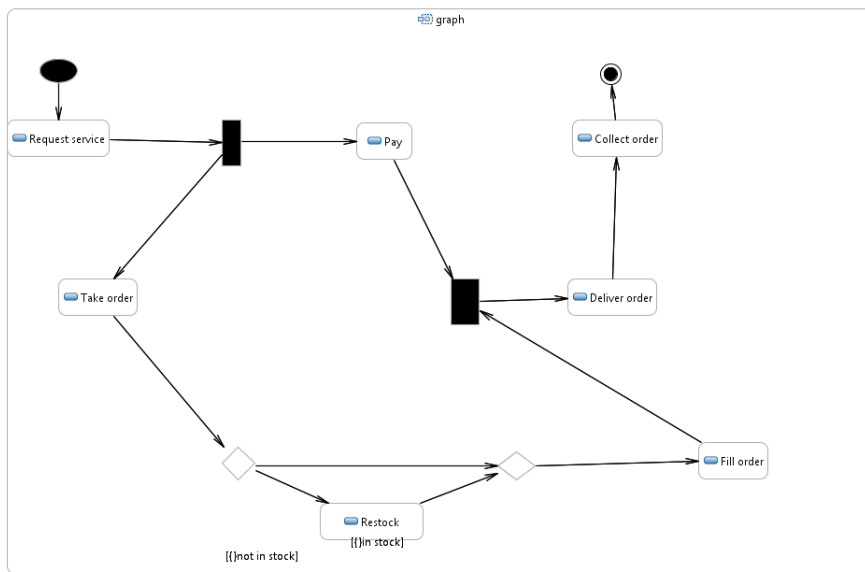 graph
Request service
Pay
Collect order
Take order
Deliver order
Fill order
Restock
[{}in stock]
[{}not in stock]